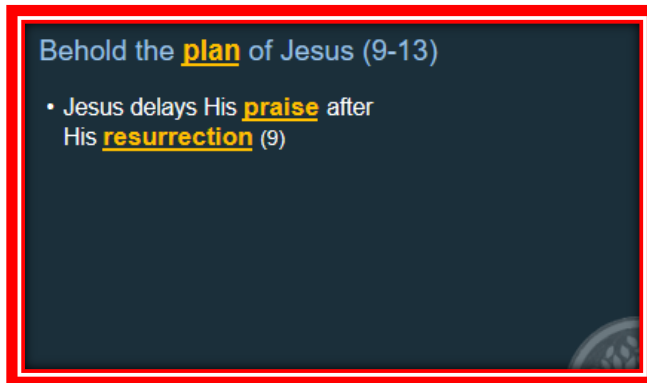 Behold the plan of Jesus (9-13)
• Jesus delays His praise after
His resurrection (9)